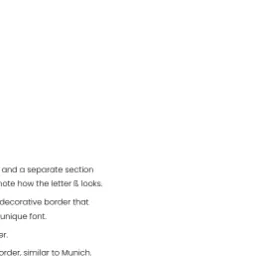 and a separate section
note how the letter ß looks.
decorative border that
unique font.
er.
order, similar to Munich.